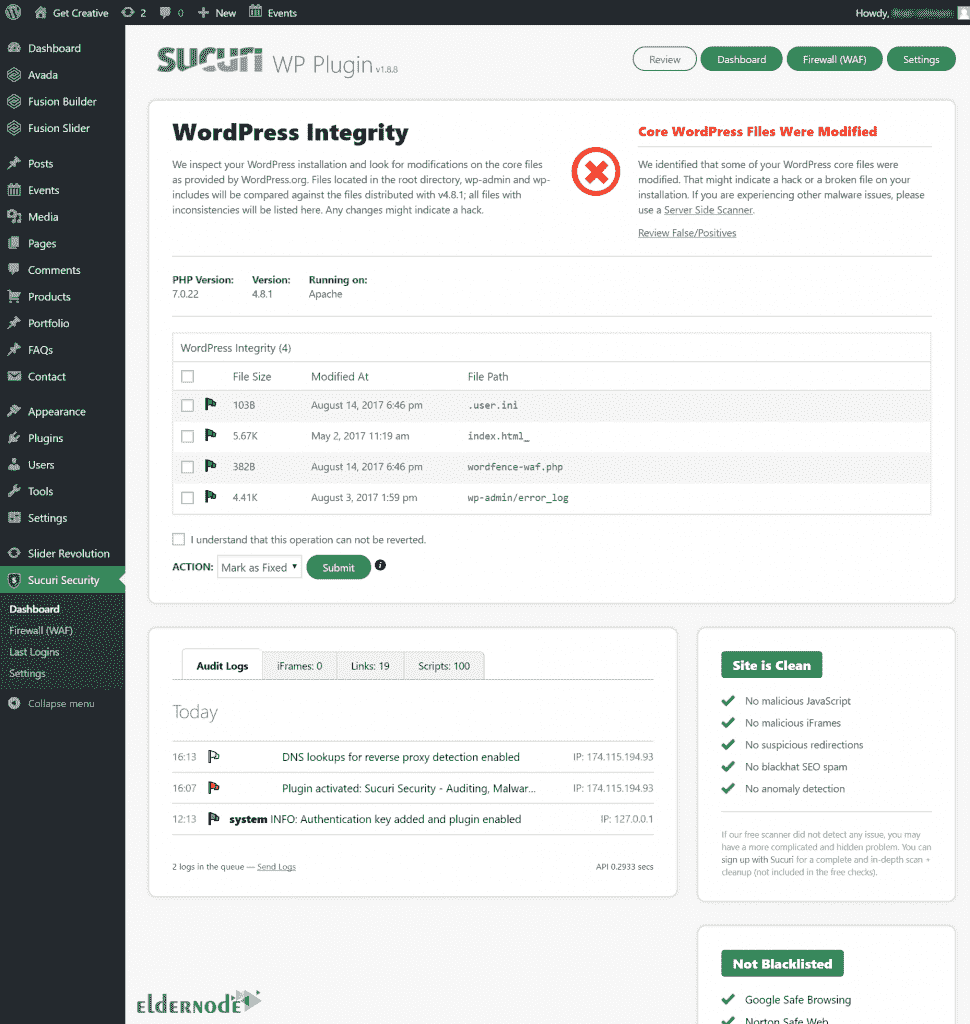 Get Creative 2 0 New Events Howdy,
Dashboard
Avada
Fusion Builder
Fusion Slider
Posts
Events
Media
Pages
Comments
Products
Portfolio
FAQs
Contact
Appearance
Plugins
Users
Tools
Settings
Slider Revolution
Sucuri Security
Dashboard
Firewall (WAF)
Last Logins
Settings
Collapse menu
SUCURI WP Plugin v1.8.8
Review Dashboard Firewall (WAF) Settings
WordPress Integrity
We inspect your WordPress installation and look for modifications on the core files
as provided by WordPress.org. Files located in the root directory, wp-admin and wp-
includes will be compared against the files distributed with v4.8.1; all files with
inconsistencies will be listed here. Any changes might indicate a hack.
Core WordPress Files Were Modified
We identified that some of your WordPress core files were
modified. That might indicate a hack or a broken file on your
installation. If you are experiencing other malware issues, please
use a Server Side Scanner.
Review False/Positives
PHP Version: Version: Running on:
7.0.22 4.8.1 Apache
WordPress Integrity (4)
File Size Modified At File Path
103B August 14, 2017 6:46 pm .user.ini
5.67K May 2, 2017 11:19 am index.html_
382B August 14, 2017 6:46 pm wordfence-waf.php
4.41K August 3, 2017 1:59 pm wp-admin/error_log
I understand that this operation can not be reverted.
ACTION: Mark as Fixed Submit
Audit Logs iFrames: 0 Links: 19 Scripts: 100
Today
16:13 DNS lookups for reverse proxy detection enabled IP: 174.115.194.93
16:07 Plugin activated: Sucuri Security - Auditing, Malwar... IP: 174.115.194.93
12:13 system INFO: Authentication key added and plugin enabled IP: 127.0.0.1
2 logs in the queue — Send Logs API 0.2933 secs
Site is Clean
No malicious JavaScript
No malicious iFrames
No suspicious redirections
No blackhat SEO spam
No anomaly detection
If our free scanner did not detect any issue, you may
have a more complicated and hidden problem. You can
sign up with Sucuri for a complete and in-depth scan +
cleanup (not included in the free checks).
Not Blacklisted
Google Safe Browsing
Norton Safe Web
eldernode